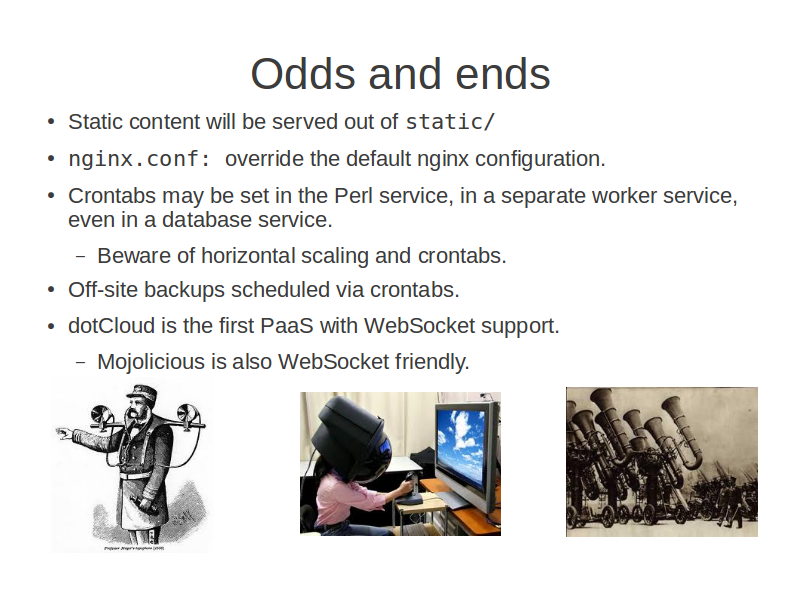 Odds and ends
• Static content will be served out of static/
• nginx.conf: override the default nginx configuration.
• Crontabs may be set in the Perl service, in a separate worker service,
even in a database service.
– Beware of horizontal scaling and crontabs.
• Off-site backups scheduled via crontabs.
• dotCloud is the first PaaS with WebSocket support.
– Mojolicious is also WebSocket friendly.